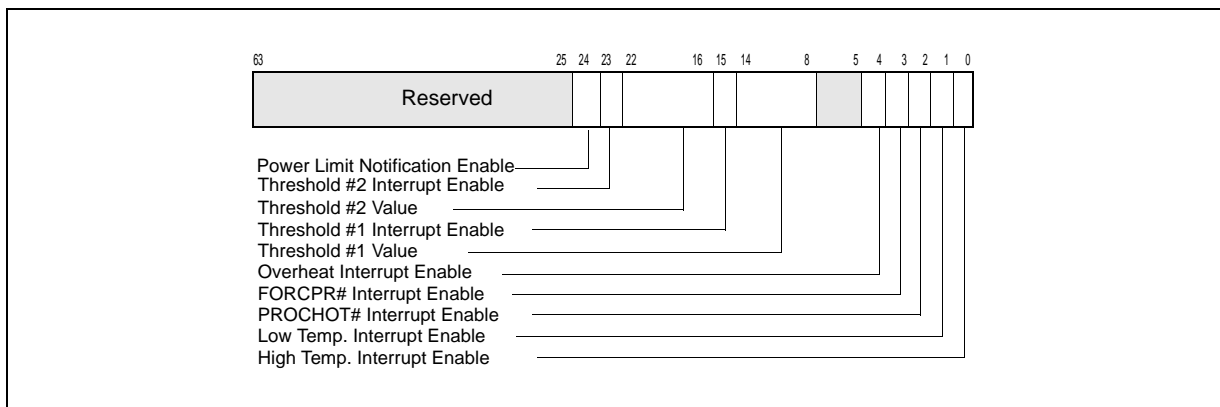 63 25 24 23 22 16 15 14 8 5 4 3 2 1 0
Reserved
Power Limit Notification Enable
Threshold #2 Interrupt Enable
Threshold #2 Value
Threshold #1 Interrupt Enable
Threshold #1 Value
Overheat Interrupt Enable
FORCPR# Interrupt Enable
PROCHOT# Interrupt Enable
Low Temp. Interrupt Enable
High Temp. Interrupt Enable